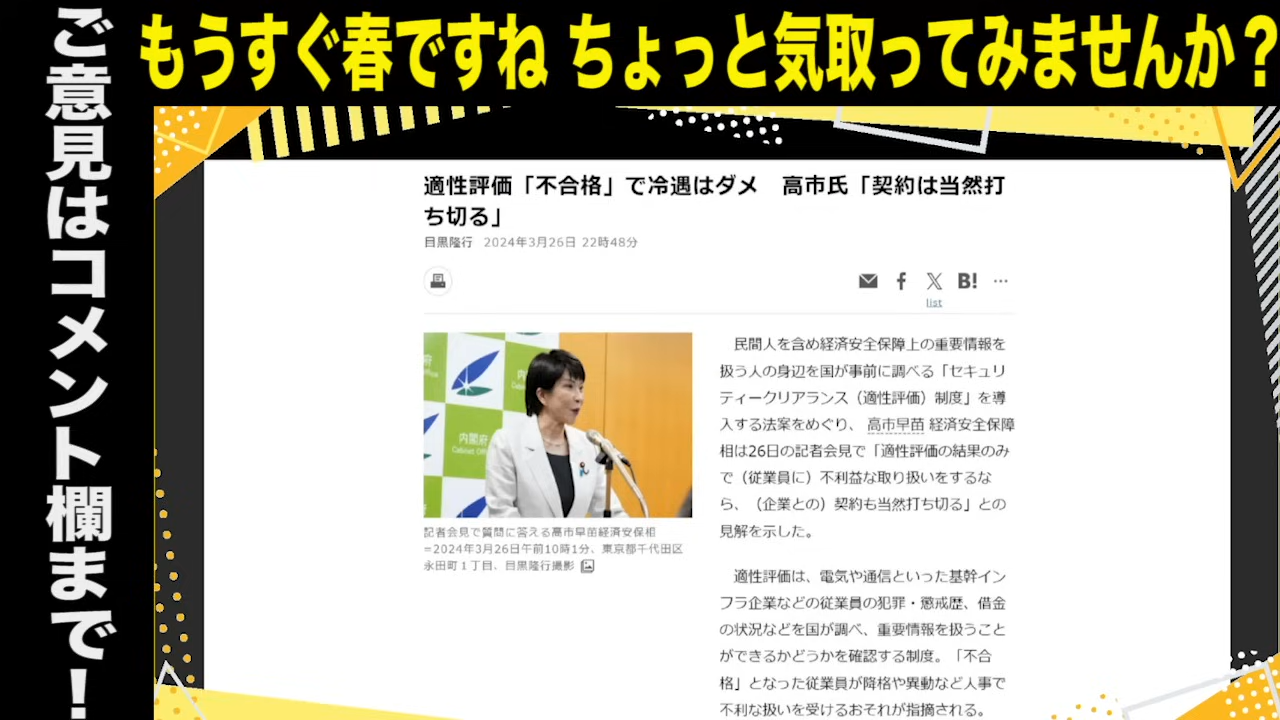 もうすぐ春ですね ちょっと気取ってみませんか？
ご意見はコメント欄まで！
適性評価「不合格」で冷遇はダメ　高市氏「契約は当然打
ち切る」
目黒隆行　2024年3月26日 22時48分
B!
list
内閣府
Cabinet Office
記者会見で質問に答える高市早苗経済安保相
=2024年3月26日午前10時1分、東京都千代田区
永田町１丁目、目黒隆行撮影
民間人を含め経済安全保障上の重要情報を
扱う人の身辺を国が事前に調べる「セキュリ
ティークリアランス（適性評価）制度」を導
入する法案をめぐり、高市早苗 経済安全保障
相は26日の記者会見で「適性評価の結果のみ
で（従業員に）不利益な取り扱いをするな
ら、（企業との）契約も当然打ち切る」との
見解を示した。
適性評価は、電気や通信といった基幹イン
フラ企業などの従業員の犯罪・懲戒歴、借金
の状況などを国が調べ、重要情報を扱うこと
ができるかどうかを確認する制度。「不合
格」となった従業員が降格や異動など人事で
不利な扱いを受けるおそれが指摘される。